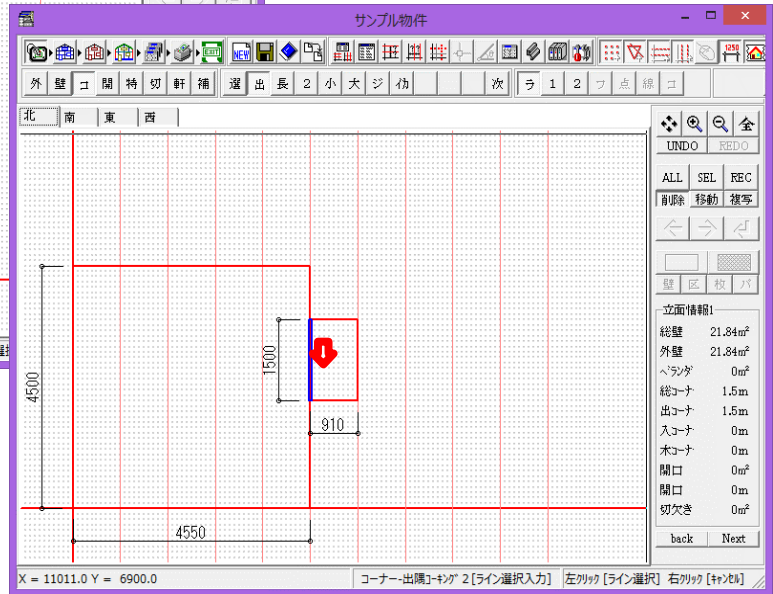 サンプル物件
EXIT
NEW
1250
外 壁 コ 開 特 切 軒 補 選 出 長 2 小 大 ジ 次 ラ 1 2 フ 点 線 コ
北 南 東 西
全
UNDO REDO
ALL SEL REC
削除 移動 複写
壁 区 枚 パ
立面情報1
総壁 21.84m²
外壁 21.84m²
ベランダ 0m²
総コーナ 1.5m
出コーナ 1.5m
入コーナ 0m
木コーナ 0m
開口 0m²
開口 0m
切欠き 0m²
back Next
4500
1500
910
4550
X = 11011.0 Y = 6900.0
コーナー-出隅コーキング 2 [ライン選択入力]
左クリック [ライン選択] 右クリック [キャンセル]